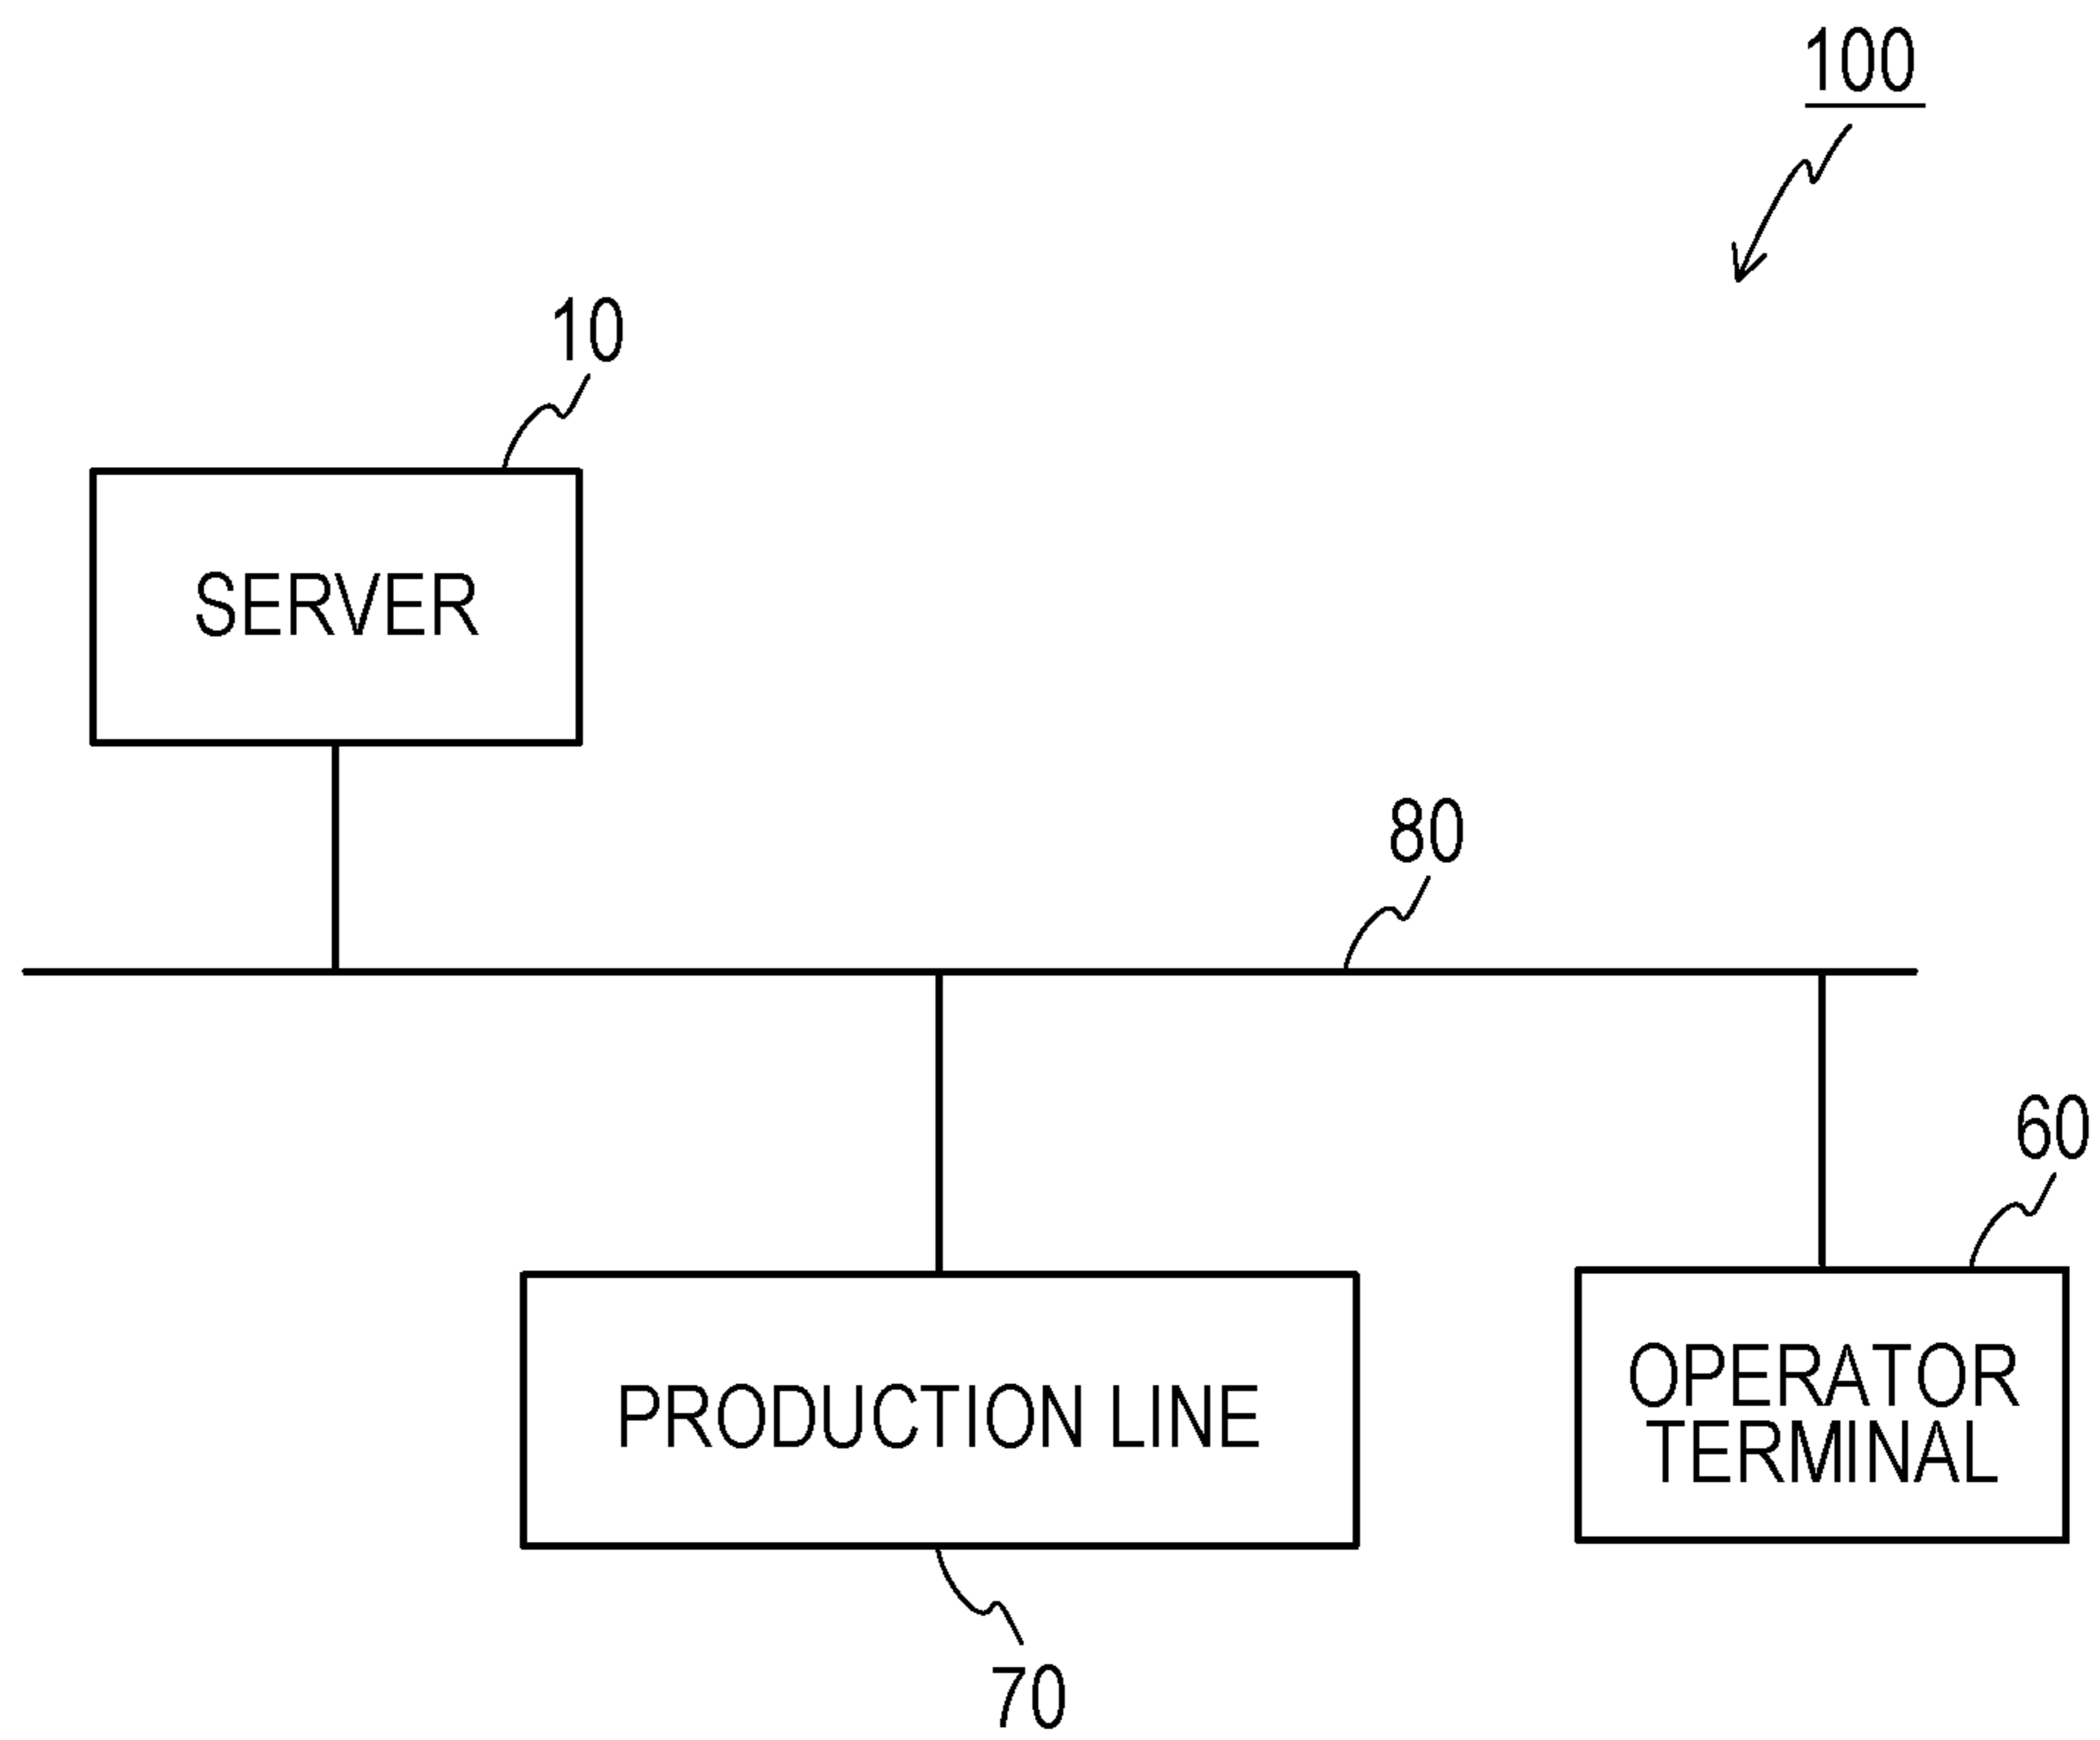 100
10
SERVER
80
60
OPERATOR
TERMINAL
PRODUCTION LINE
70